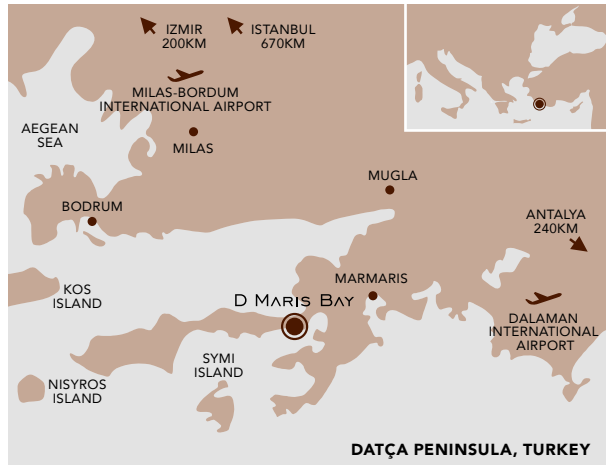 IZMIR
200KM
ISTANBUL
670KM
MILAS-BORDUM
INTERNATIONAL AIRPORT
AEGEAN
SEA
MILAS
MUGLA
BODRUM
ANTALYA
240KM
KOS
ISLAND
MARMARIS
D MARIS BAY
DALAMAN
INTERNATIONAL
AIRPORT
SYMI
ISLAND
NISYROS
ISLAND
DATÇA PENINSULA, TURKEY